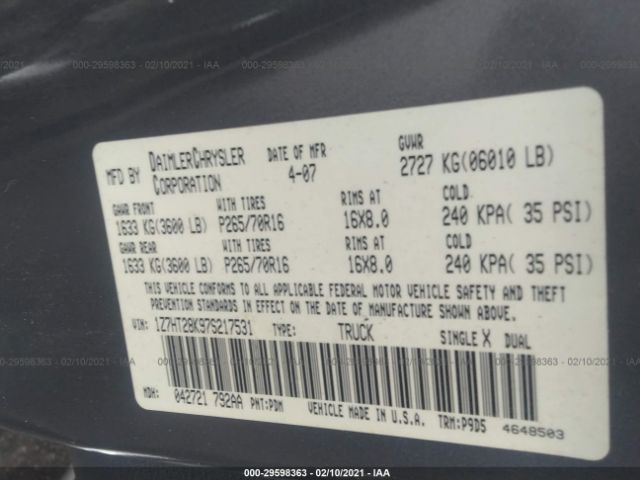 000-29598363 - 02/10/2021 - IAA
MFD BY DAIMLERCHRYSLER CORPORATION DATE OF MFR 4-07 GVWR 2727 KG(06010 LB)
GAWR FRONT WITH TIRES RIMS AT COLD
1633 KG(3600 LB) P265/70R16 16X8.0 240 KPA( 35 PSI)
GAWR REAR WITH TIRES RIMS AT COLD
1633 KG(3600 LB) P265/70R16 16X8.0 240 KPA( 35 PSI)
THIS VEHICLE CONFORMS TO ALL APPLICABLE FEDERAL MOTOR VEHICLE SAFETY AND THEFT
PREVENTION STANDARDS IN EFFECT ON THE DATE OF MANUFACTURE SHOWN ABOVE.
VIN: 1Z7HT28K97S217531 TYPE: TRUCK SINGLE X DUAL
MDH: 042721 792AA PNT:PDM VEHICLE MADE IN U.S.A. TRM:P9D5 4648503
000-29598363 - 02/10/2021 - IAA